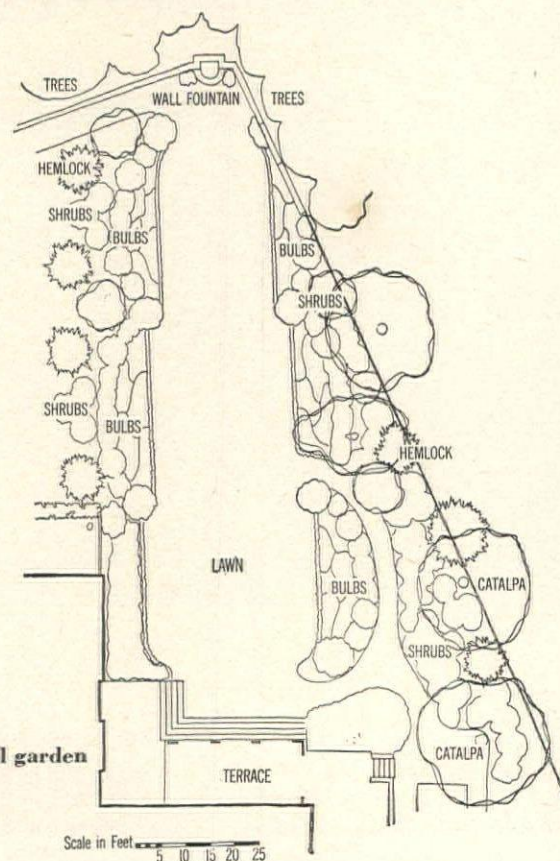 TREES
WALL FOUNTAIN
TREES
HEMLOCK
SHRUBS
BULBS
BULBS
SHRUBS
SHRUBS
BULBS
HEMLOCK
LAWN
BULBS
CATALPA
SHRUBS
l garden
CATALPA
TERRACE
Scale in Feet
5 10 15 20 25